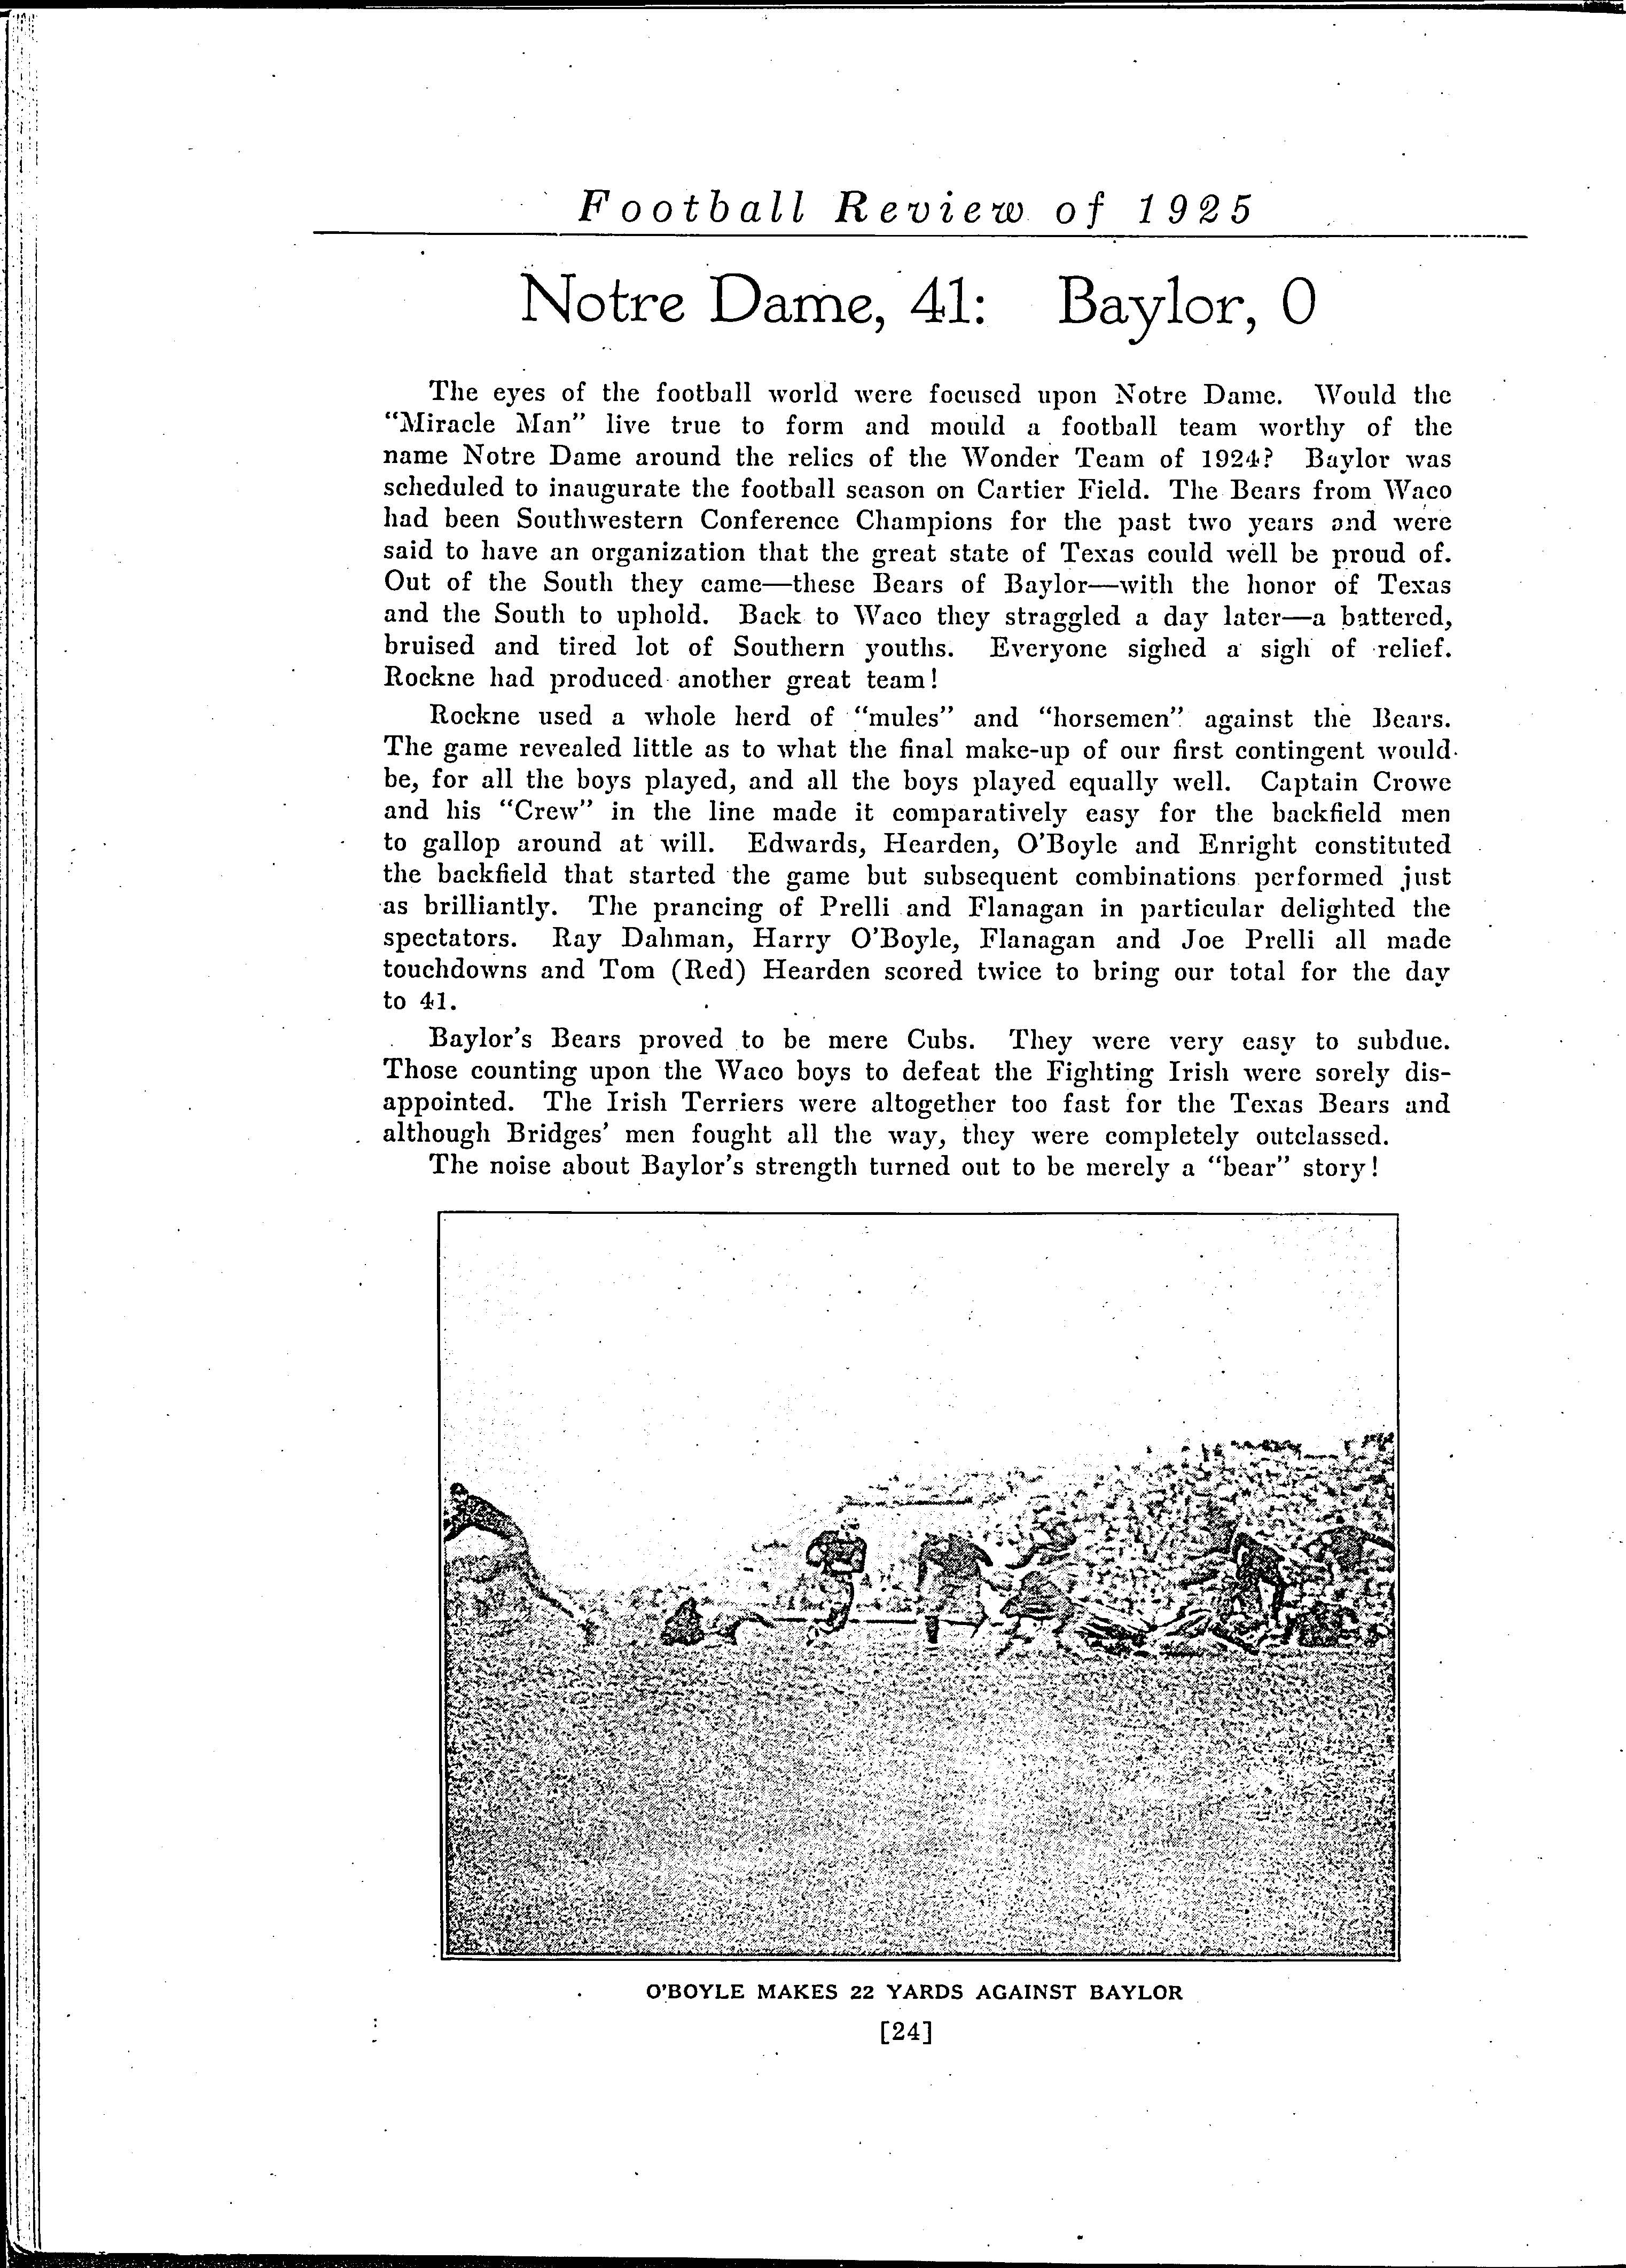 Football Review of 1925
Notre Dame, 41: Baylor, 0
The eyes of the football world were focused upon Notre Dame. Would the
“Miracle Man” live true to form and mould a football team worthy of the
name Notre Dame around the relics of the Wonder Team of 1924? Baylor was
scheduled to inaugurate the football season on Cartier Field. The Bears from Waco
had been Southwestern Conference Champions for the past two years and were
said to have an organization that the great state of Texas could well be proud of.
Out of the South they came—these Bears of Baylor—with the honor of Texas
and the South to uphold. Back to Waco they straggled a day later—a battered,
bruised and tired lot of Southern youths. Everyone sighed a sigh of relief.
Rockne had produced another great team!
Rockne used a whole herd of “mules” and “horsemen” against the Bears.
The game revealed little as to what the final make-up of our first contingent would
be, for all the boys played, and all the boys played equally well. Captain Crowe
and his “Crew” in the line made it comparatively easy for the backfield men
to gallop around at will. Edwards, Hearden, O’Boyle and Enright constituted
the backfield that started the game but subsequent combinations performed just
as brilliantly. The prancing of Prelli and Flanagan in particular delighted the
spectators. Ray Dahman, Harry O’Boyle, Flanagan and Joe Prelli all made
touchdowns and Tom (Red) Hearden scored twice to bring our total for the day
to 41.
Baylor’s Bears proved to be mere Cubs. They were very easy to subdue.
Those counting upon the Waco boys to defeat the Fighting Irish were sorely dis-
appointed. The Irish Terriers were altogether too fast for the Texas Bears and
although Bridges’ men fought all the way, they were completely outclassed.
The noise about Baylor’s strength turned out to be merely a “bear” story!
O’BOYLE MAKES 22 YARDS AGAINST BAYLOR
[24]